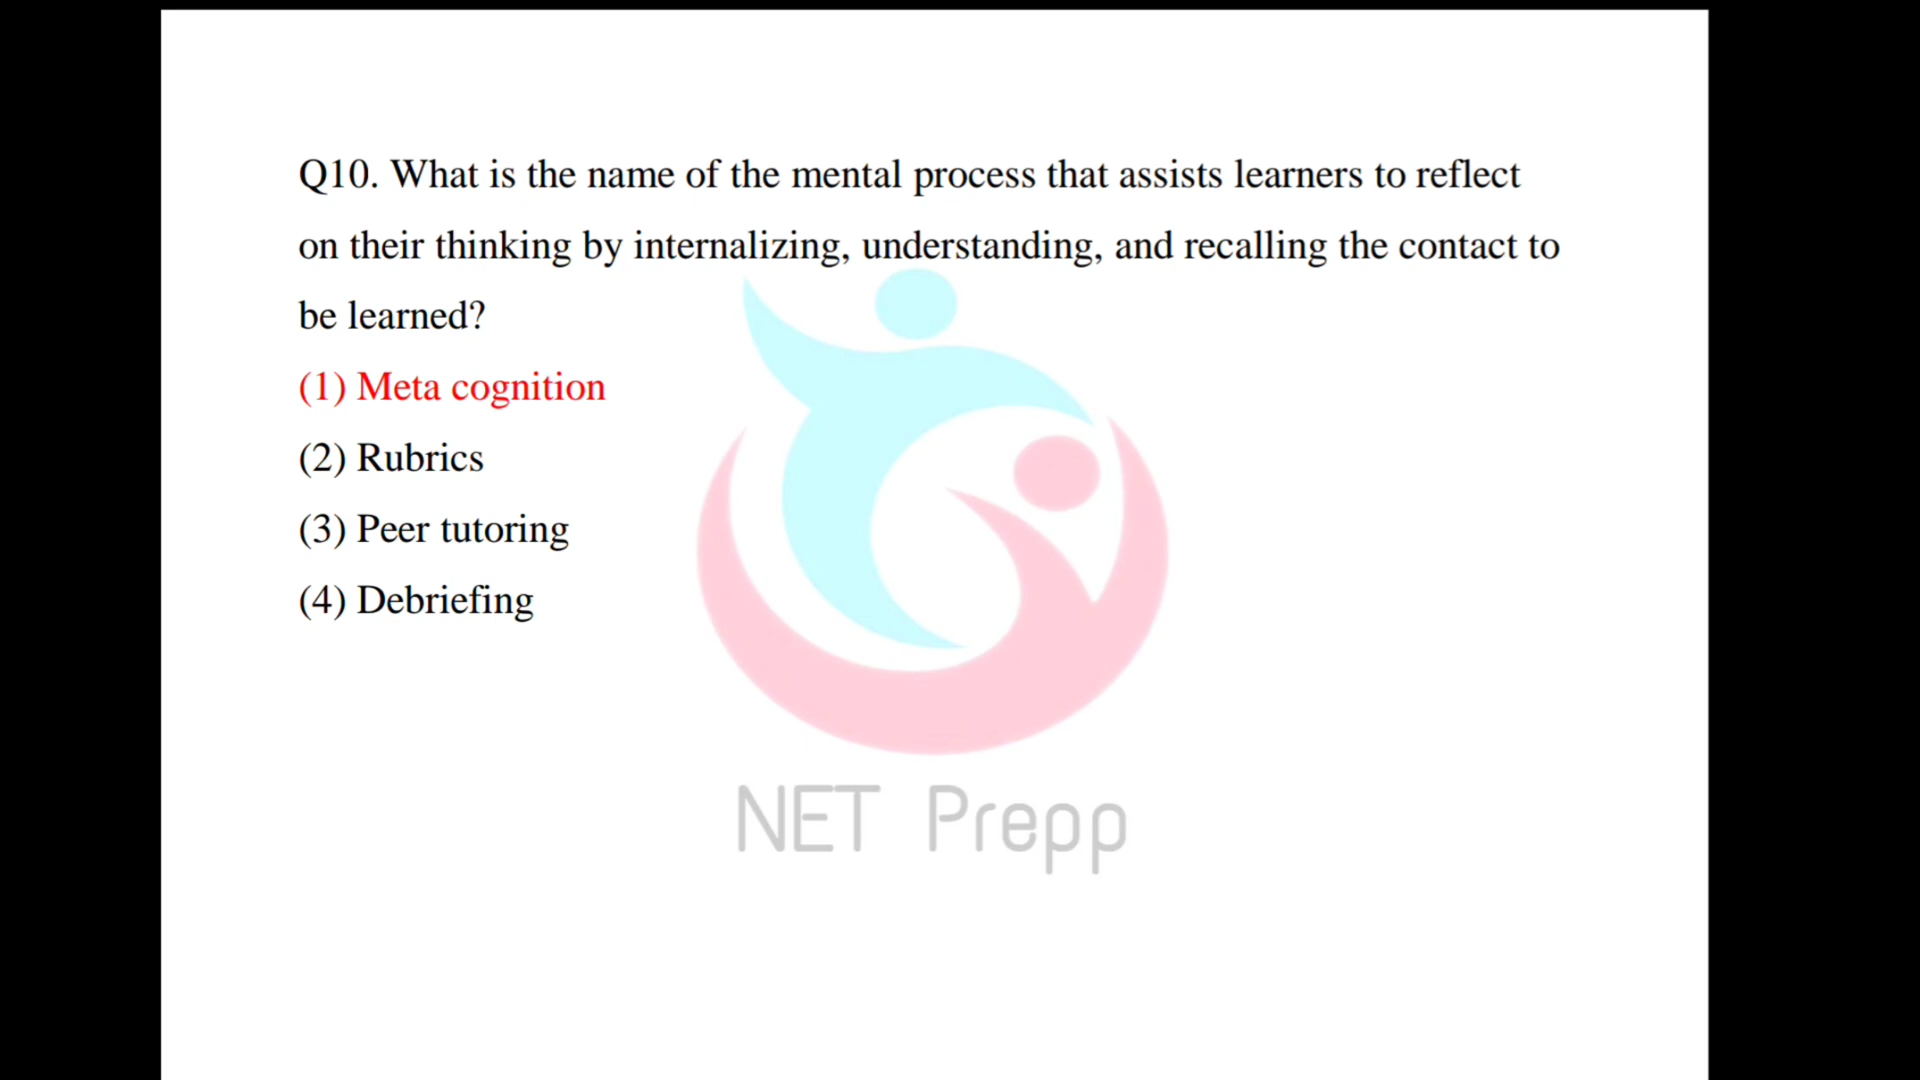 Q10. What is the name of the mental process that assists learners to reflect
on their thinking by internalizing, understanding, and recalling the contact to
be learned?
(1) Meta cognition
(2) Rubrics
(3) Peer tutoring
(4) Debriefing
NET Prepp